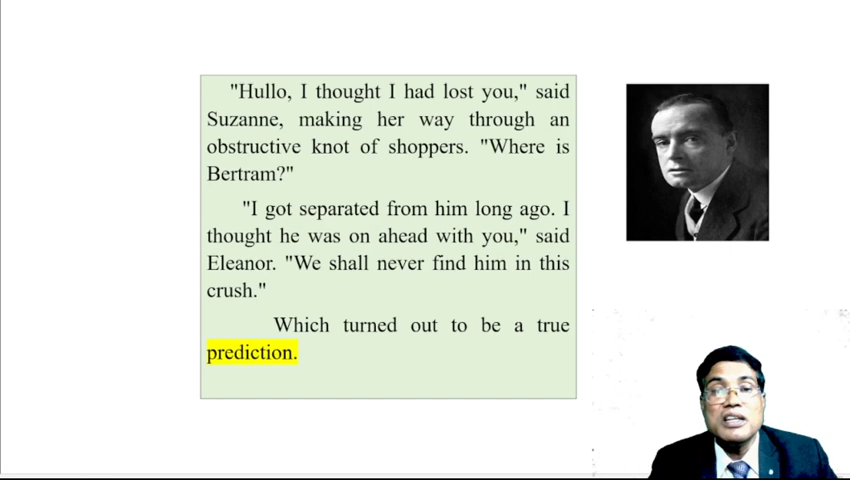 "Hullo, I thought I had lost you," said
Suzanne, making her way through an
obstructive knot of shoppers. "Where is
Bertram?"
"I got separated from him long ago. I
thought he was on ahead with you," said
Eleanor. "We shall never find him in this
crush."
Which turned out to be a true
prediction.